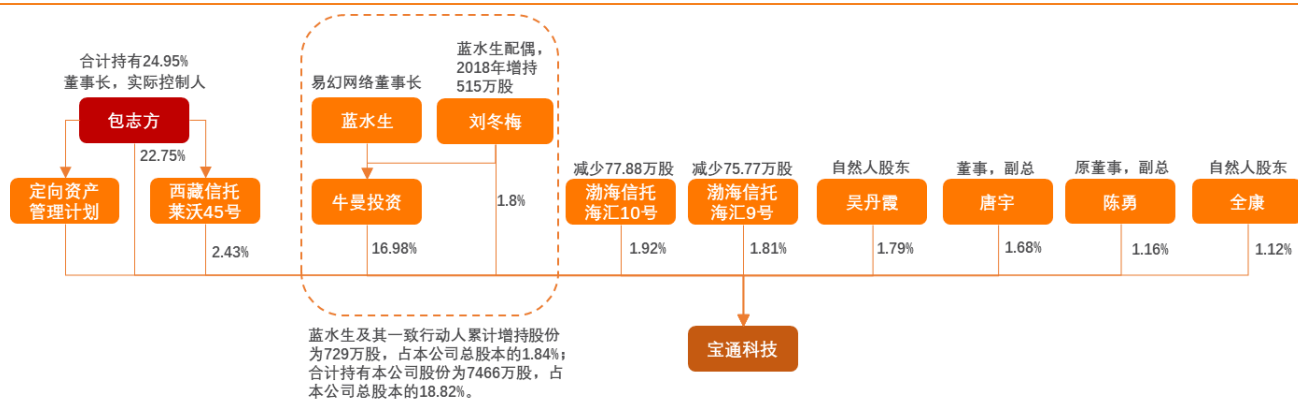 合计持有24.95%
董事长，实际控制人
包志方
22.75%
定向资产
管理计划
西藏信托
莱沃45号
2.43%
易幻网络董事长
蓝水生
蓝水生配偶，
2018年增持
515万股
刘冬梅
牛曼投资
1.8%
16.98%
减少77.88万股
渤海信托
海汇10号
1.92%
减少75.77万股
渤海信托
海汇9号
1.81%
自然人股东
吴丹霞
1.79%
董事，副总
唐宇
1.68%
原董事，副总
陈勇
1.16%
自然人股东
全康
1.12%
宝通科技
蓝水生及其一致行动人累计增持股份
为729万股，占本公司总股本的1.84%；
合计持有本公司股份为7466万股，占
本公司总股本的18.82%。